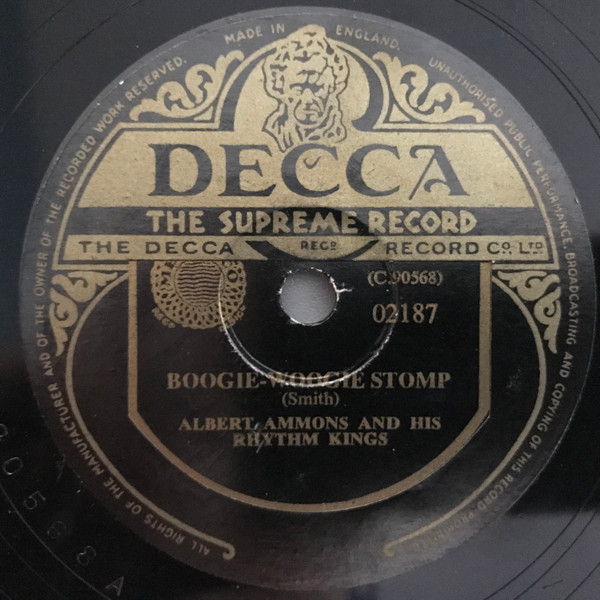 MADE IN ENGLAND.
ALL RIGHTS OF THE MANUFACTURER AND OF THE OWNER OF THE RECORDED WORK RESERVED.
UNAUTHORISED PUBLIC PERFORMANCE, BROADCASTING AND COPYING OF THIS RECORD PROHIBITED
DECCA
THE SUPREME RECORD
THE DECCA REGD RECORD CO. LTD.
(C.90568)
02187
BOOGIE-WOOGIE STOMP
(Smith)
ALBERT AMMONS AND HIS
RHYTHM KINGS
90568 A